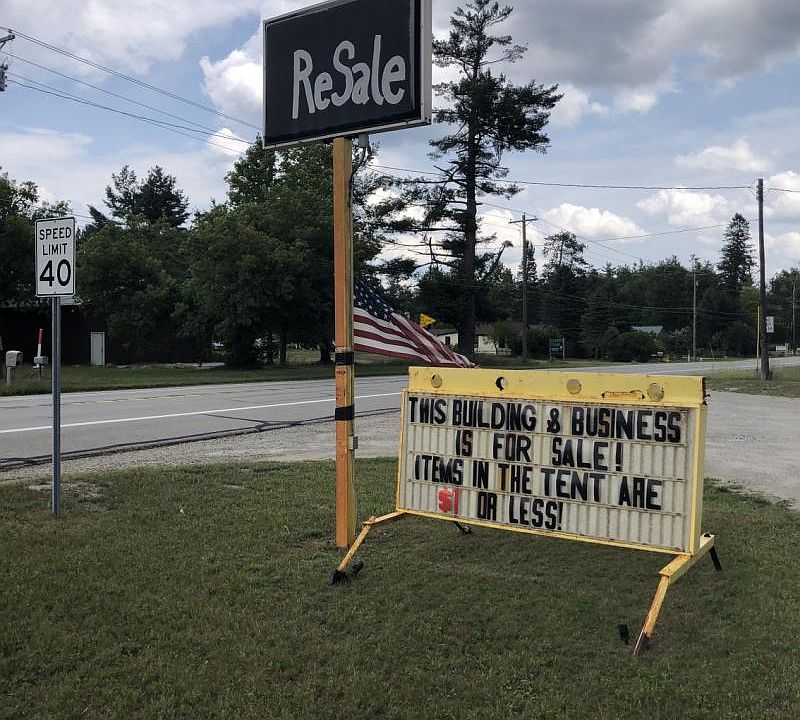 ReSale
SPEED
LIMIT
40
THIS BUILDING & BUSINESS
IS FOR SALE!
ITEMS IN THE TENT ARE
$1 OR LESS!